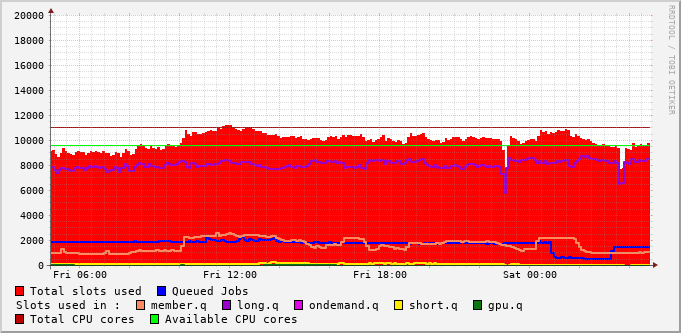 20000
18000
16000
14000
12000
10000
8000
6000
4000
2000
0
Fri 06:00 Fri 12:00 Fri 18:00 Sat 00:00
RRDTOOL / TOBI OETIKER
Total slots used Queued Jobs
Slots used in : member.q long.q ondemand.q short.q gpu.q
Total CPU cores Available CPU cores